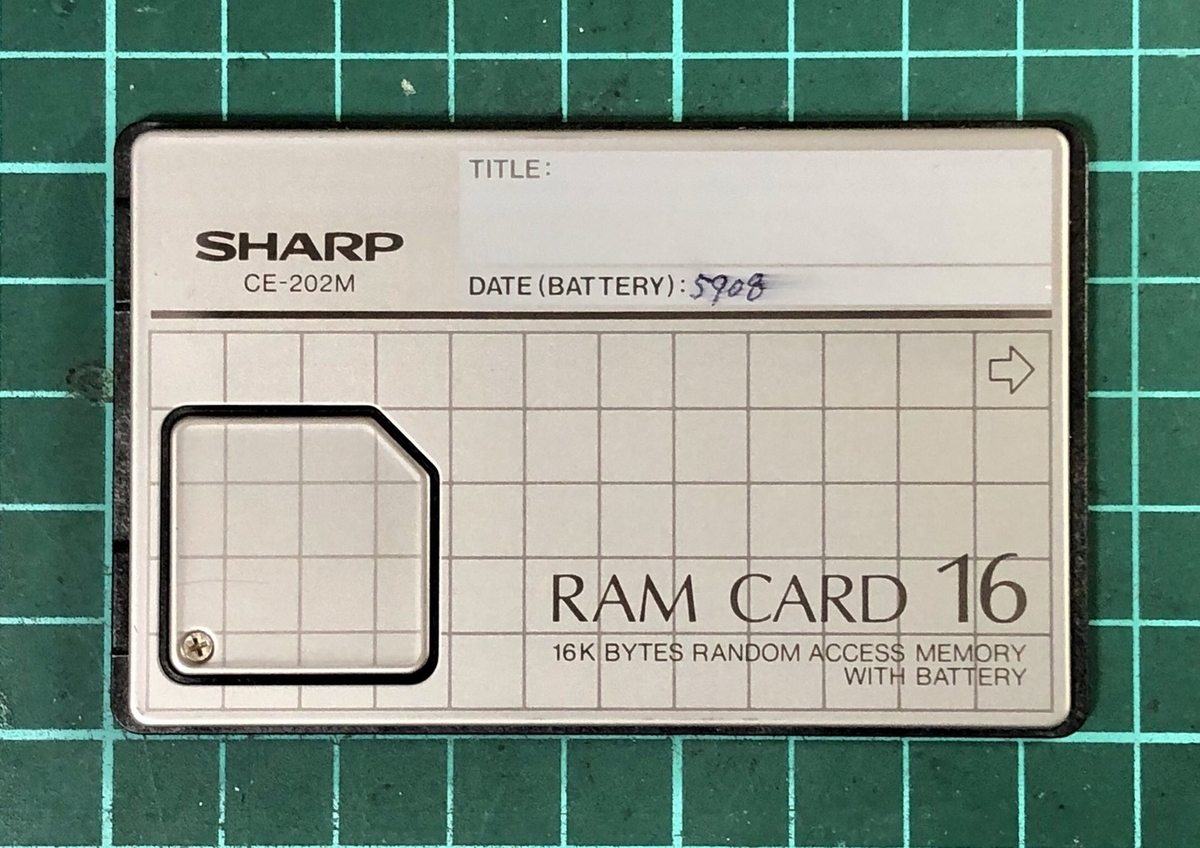 TITLE:
SHARP
CE-202M
DATE (BATTERY): 5908
RAM CARD 16
16K BYTES RANDOM ACCESS MEMORY
WITH BATTERY